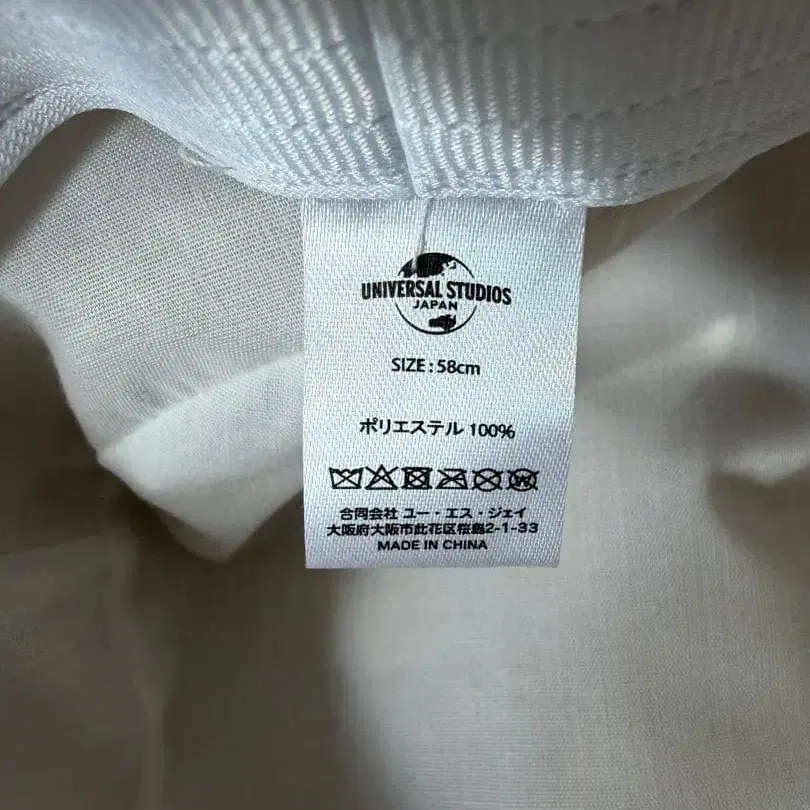 UNIVERSAL STUDIOS
JAPAN
SIZE : 58cm
ポリエステル 100%
合同会社 ユー・エス・ジェイ
大阪府大阪市此花区桜島2-1-33
MADE IN CHINA